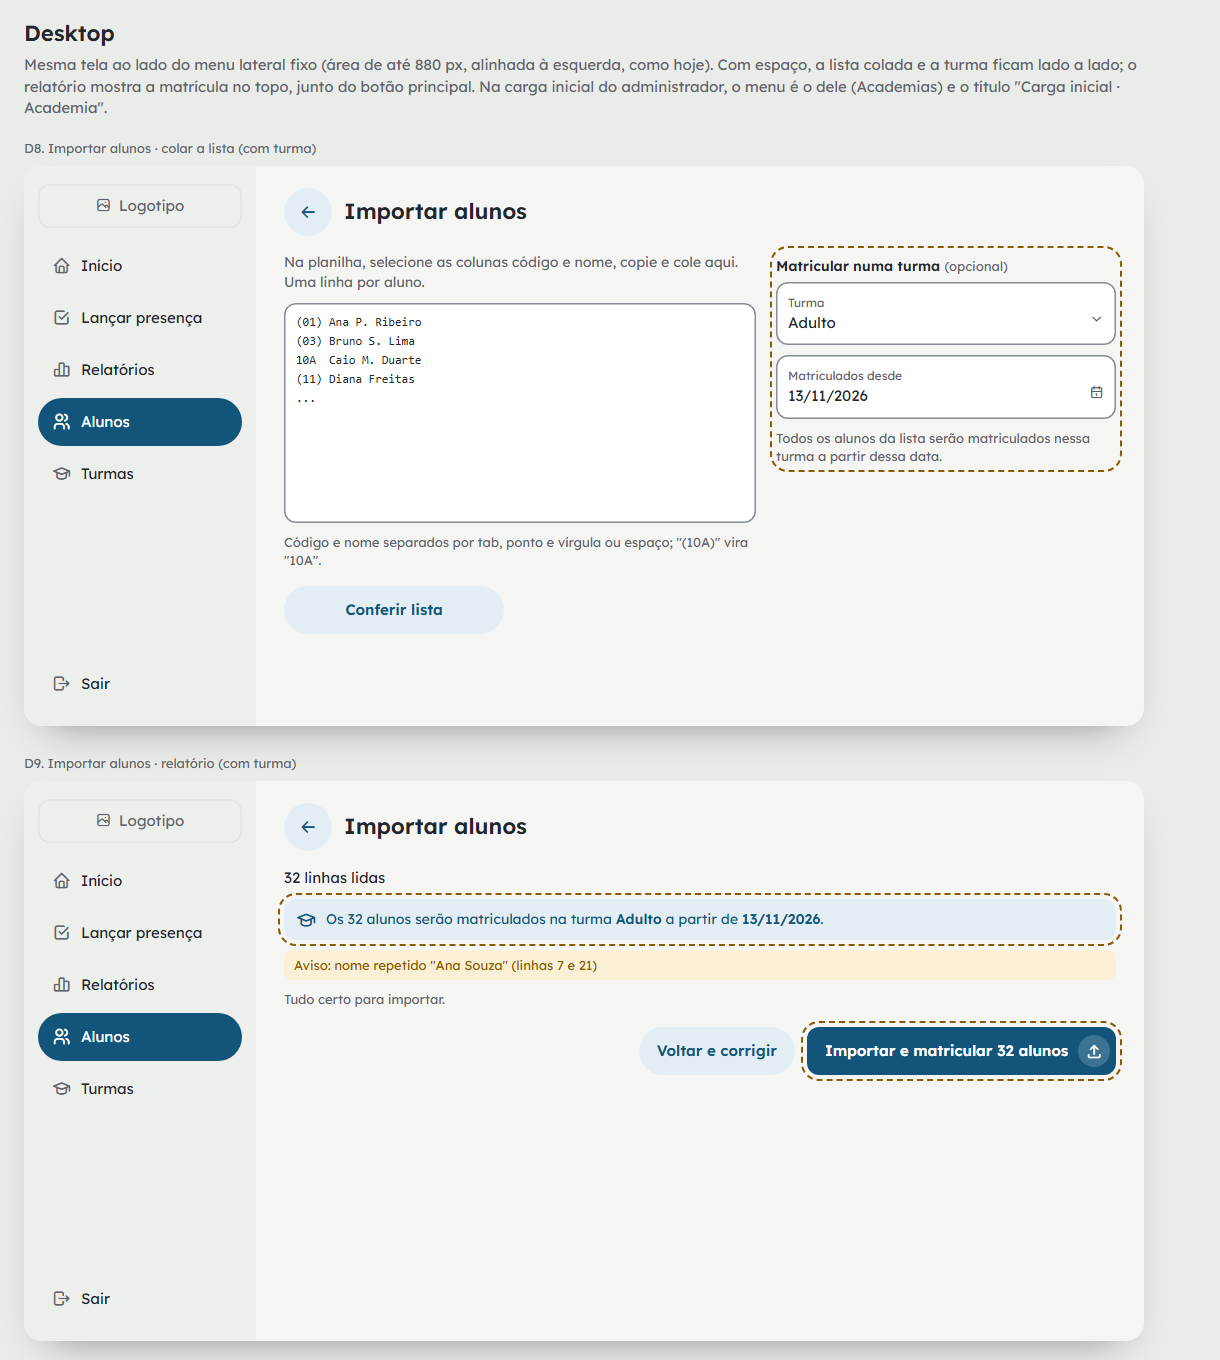 Desktop
Mesma tela ao lado do menu lateral fixo (área de até 880 px, alinhada à esquerda, como hoje). Com espaço, a lista colada e a turma ficam lado a lado; o
relatório mostra a matrícula no topo, junto do botão principal. Na carga inicial do administrador, o menu é o dele (Academias) e o título "Carga inicial ·
Academia".
D8. Importar alunos · colar a lista (com turma)
Logotipo
Início
Lançar presença
Relatórios
Alunos
Turmas
Sair
Importar alunos
Na planilha, selecione as colunas código e nome, copie e cole aqui.
Uma linha por aluno.
(01) Ana P. Ribeiro
(03) Bruno S. Lima
10A  Caio M. Duarte
(11) Diana Freitas
...
Código e nome separados por tab, ponto e vírgula ou espaço; "(10A)" vira
"10A".
Conferir lista
Matricular numa turma (opcional)
Turma
Adulto
Matriculados desde
13/11/2026
Todos os alunos da lista serão matriculados nessa
turma a partir dessa data.
D9. Importar alunos · relatório (com turma)
Logotipo
Início
Lançar presença
Relatórios
Alunos
Turmas
Sair
Importar alunos
32 linhas lidas
Os 32 alunos serão matriculados na turma Adulto a partir de 13/11/2026.
Aviso: nome repetido "Ana Souza" (linhas 7 e 21)
Tudo certo para importar.
Voltar e corrigir
Importar e matricular 32 alunos